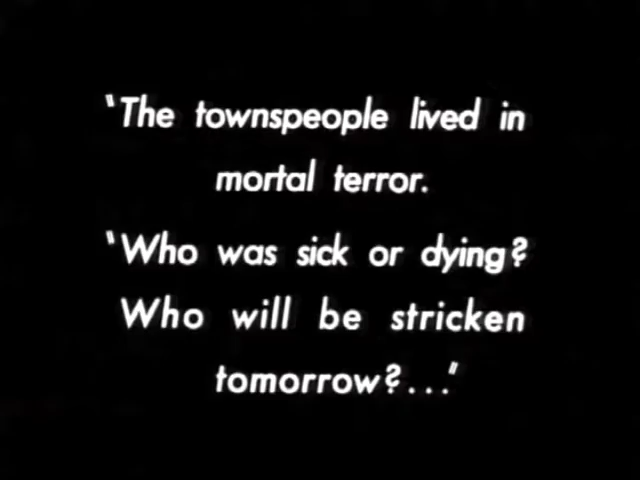 "The townspeople lived in
mortal terror.
"Who was sick or dying?
Who will be stricken
tomorrow?..."